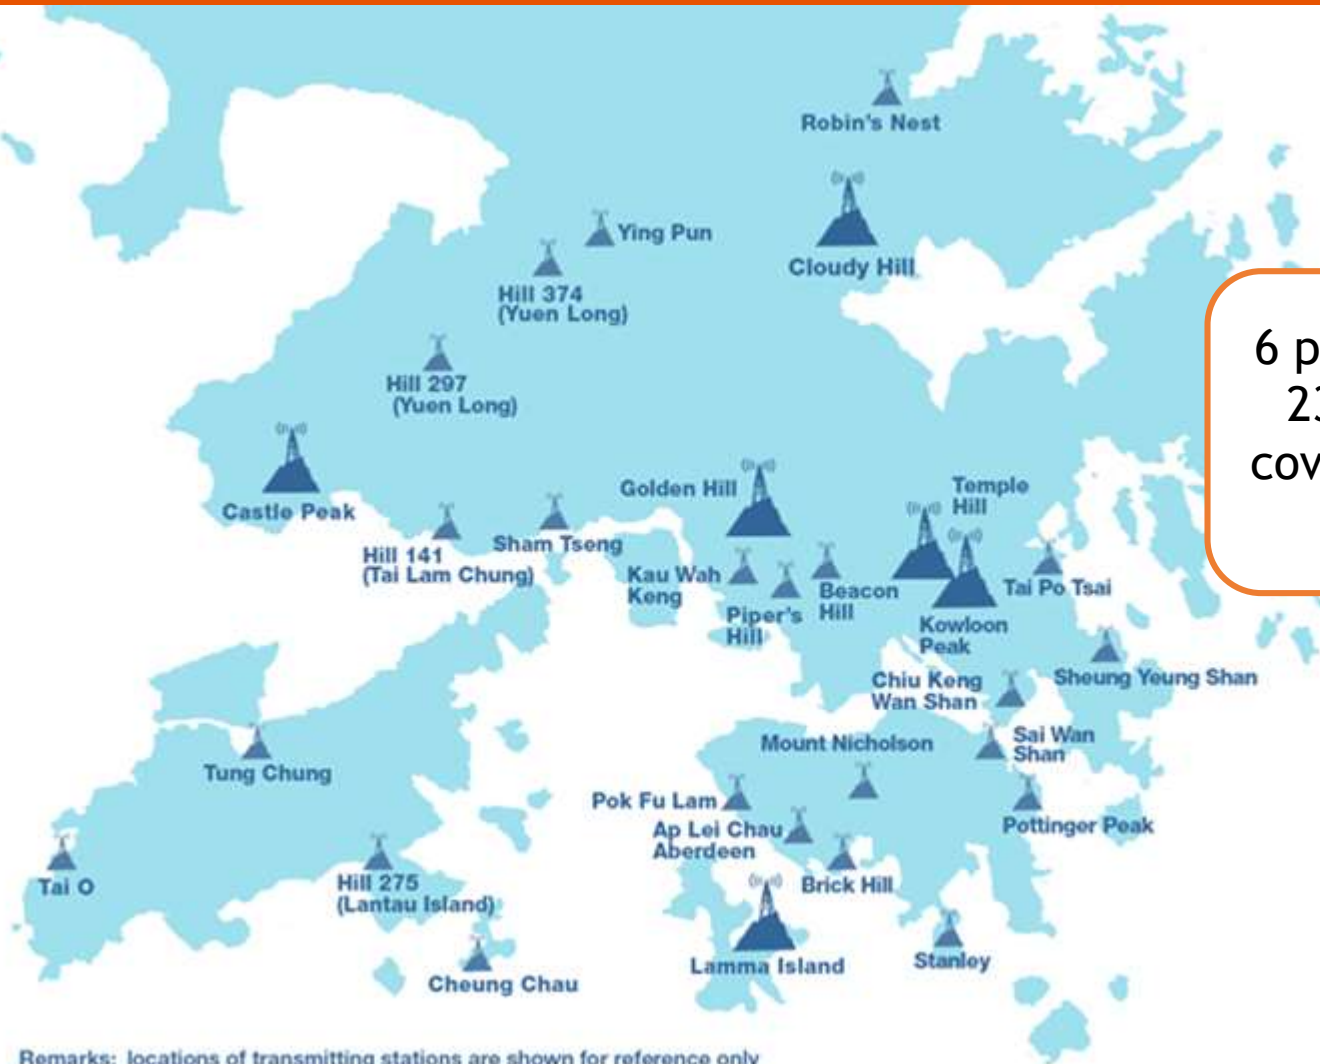 Robin's Nest
Ying Pun
Cloudy Hill
Hill 374
(Yuen Long)
6 p
23
cov
Hill 297
(Yuen Long)
Castle Peak
Golden Hill
Temple
Hill
Hill 141
(Tai Lam Chung)
Sham Tseng
Kau Wah
Keng
Piper's
Hill
Beacon
Hill
Tai Po Tsai
Kowloon
Peak
Chiu Keng
Wan Shan
Sheung Yeung Shan
Mount Nicholson
Sai Wan
Shan
Tung Chung
Pok Fu Lam
Ap Lei Chau
Aberdeen
Pottinger Peak
Tai O
Hill 275
(Lantau Island)
Brick Hill
Lamma Island
Stanley
Cheung Chau
Remarks: locations of transmitting stations are shown for reference only